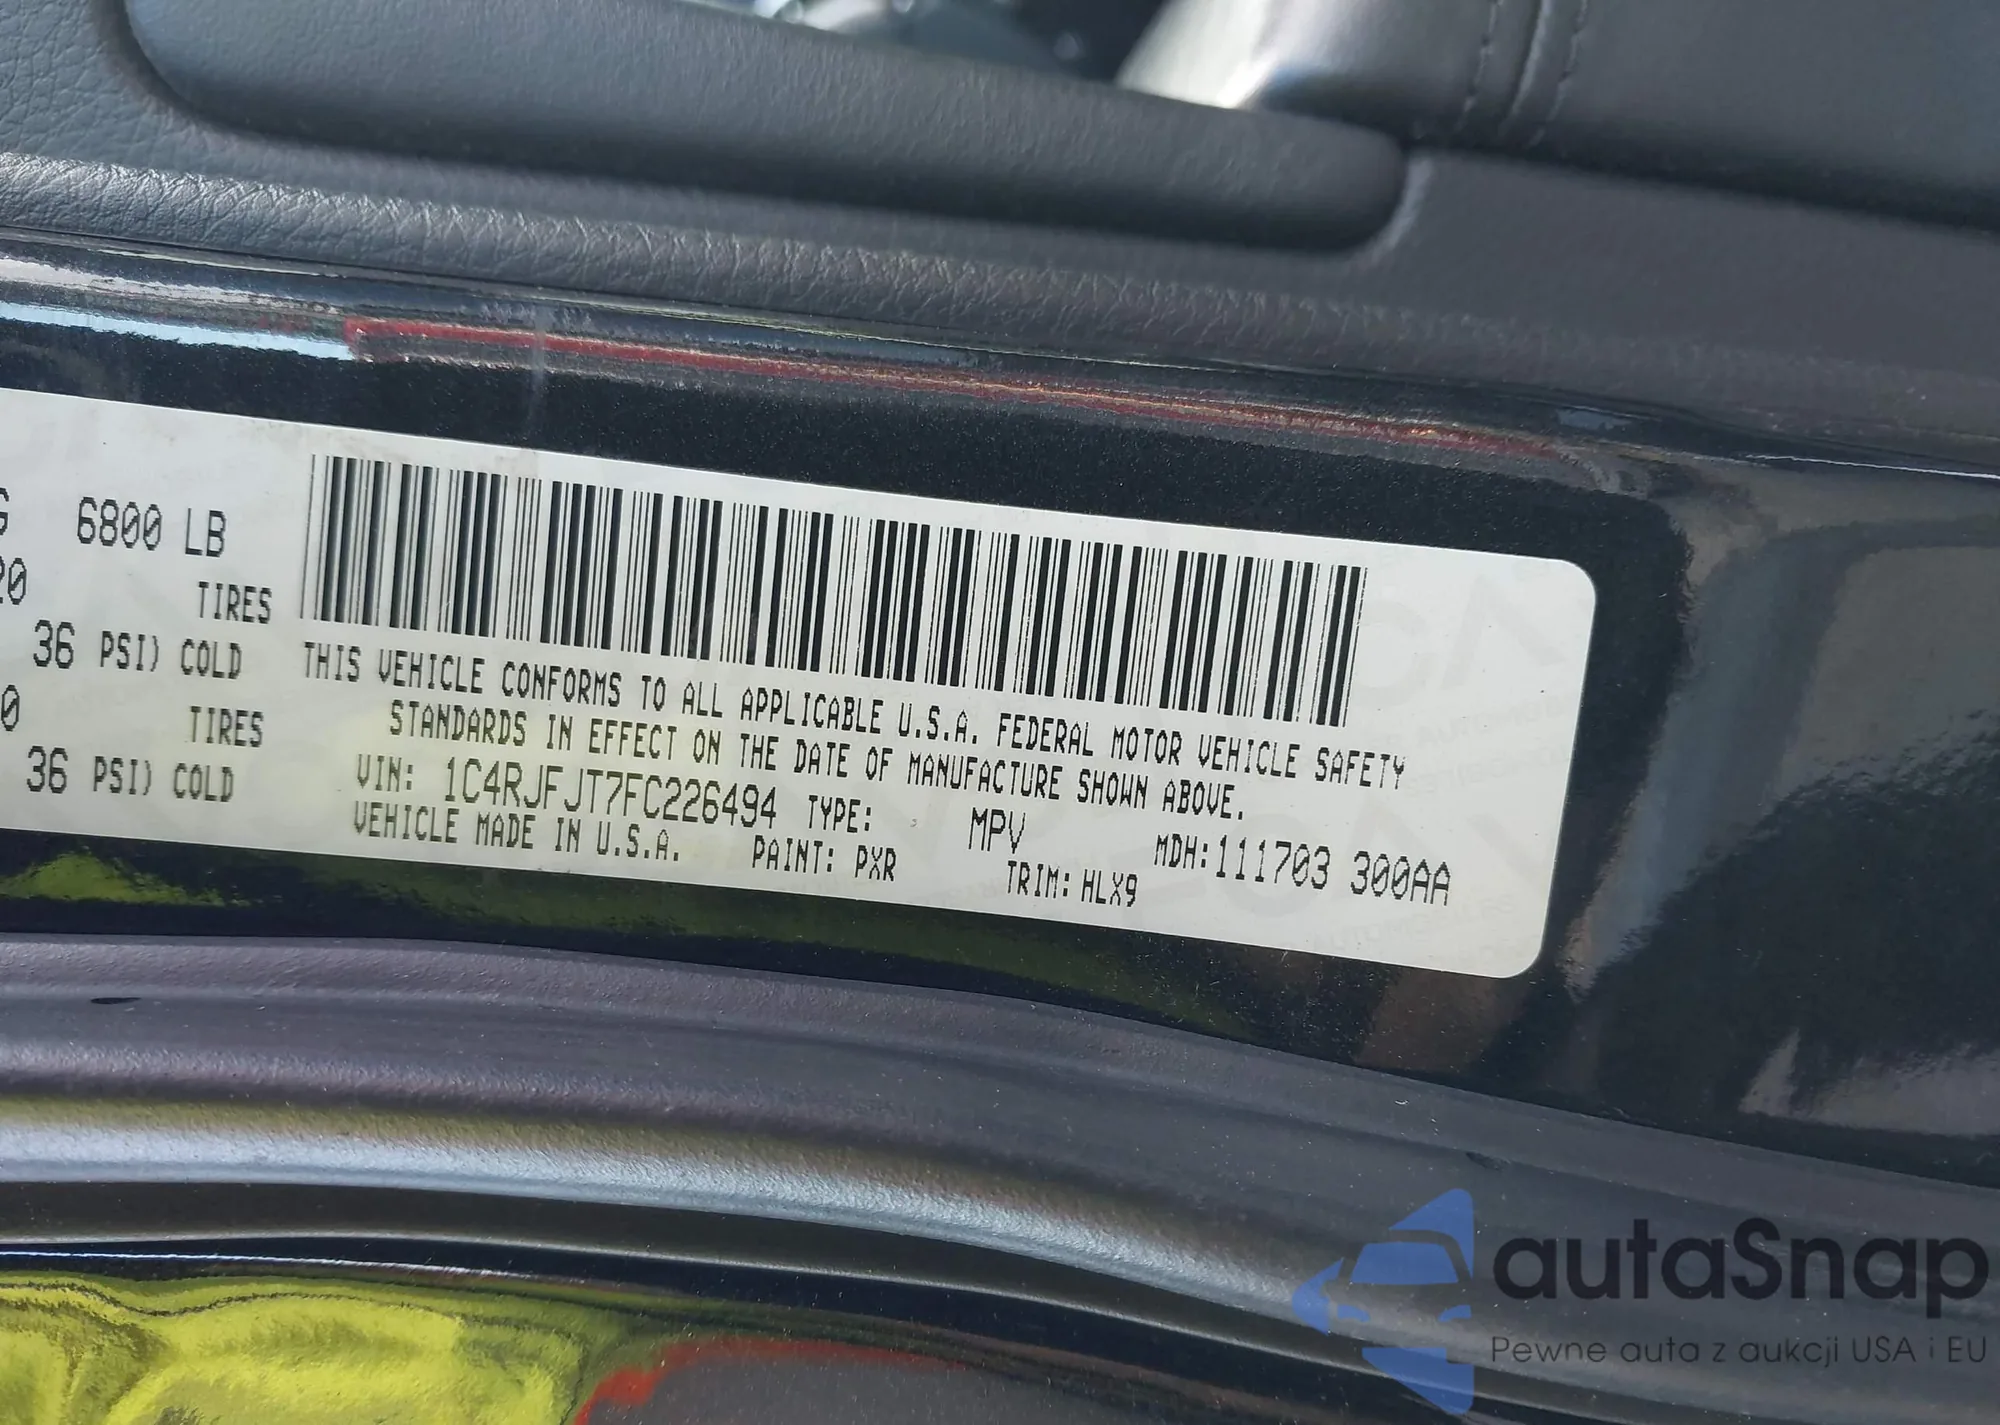 6800 LB
TIRES
36 PSI) COLD
TIRES
36 PSI) COLD
THIS VEHICLE CONFORMS TO ALL APPLICABLE U.S.A. FEDERAL MOTOR VEHICLE SAFETY
STANDARDS IN EFFECT ON THE DATE OF MANUFACTURE SHOWN ABOVE.
VIN: 1C4RJFJT7FC226494 TYPE: MPV MDH:111703 300AA
VEHICLE MADE IN U.S.A. PAINT: PXR TRIM: HLX9
autaSnap
Pewne auta z aukcji USA i EU